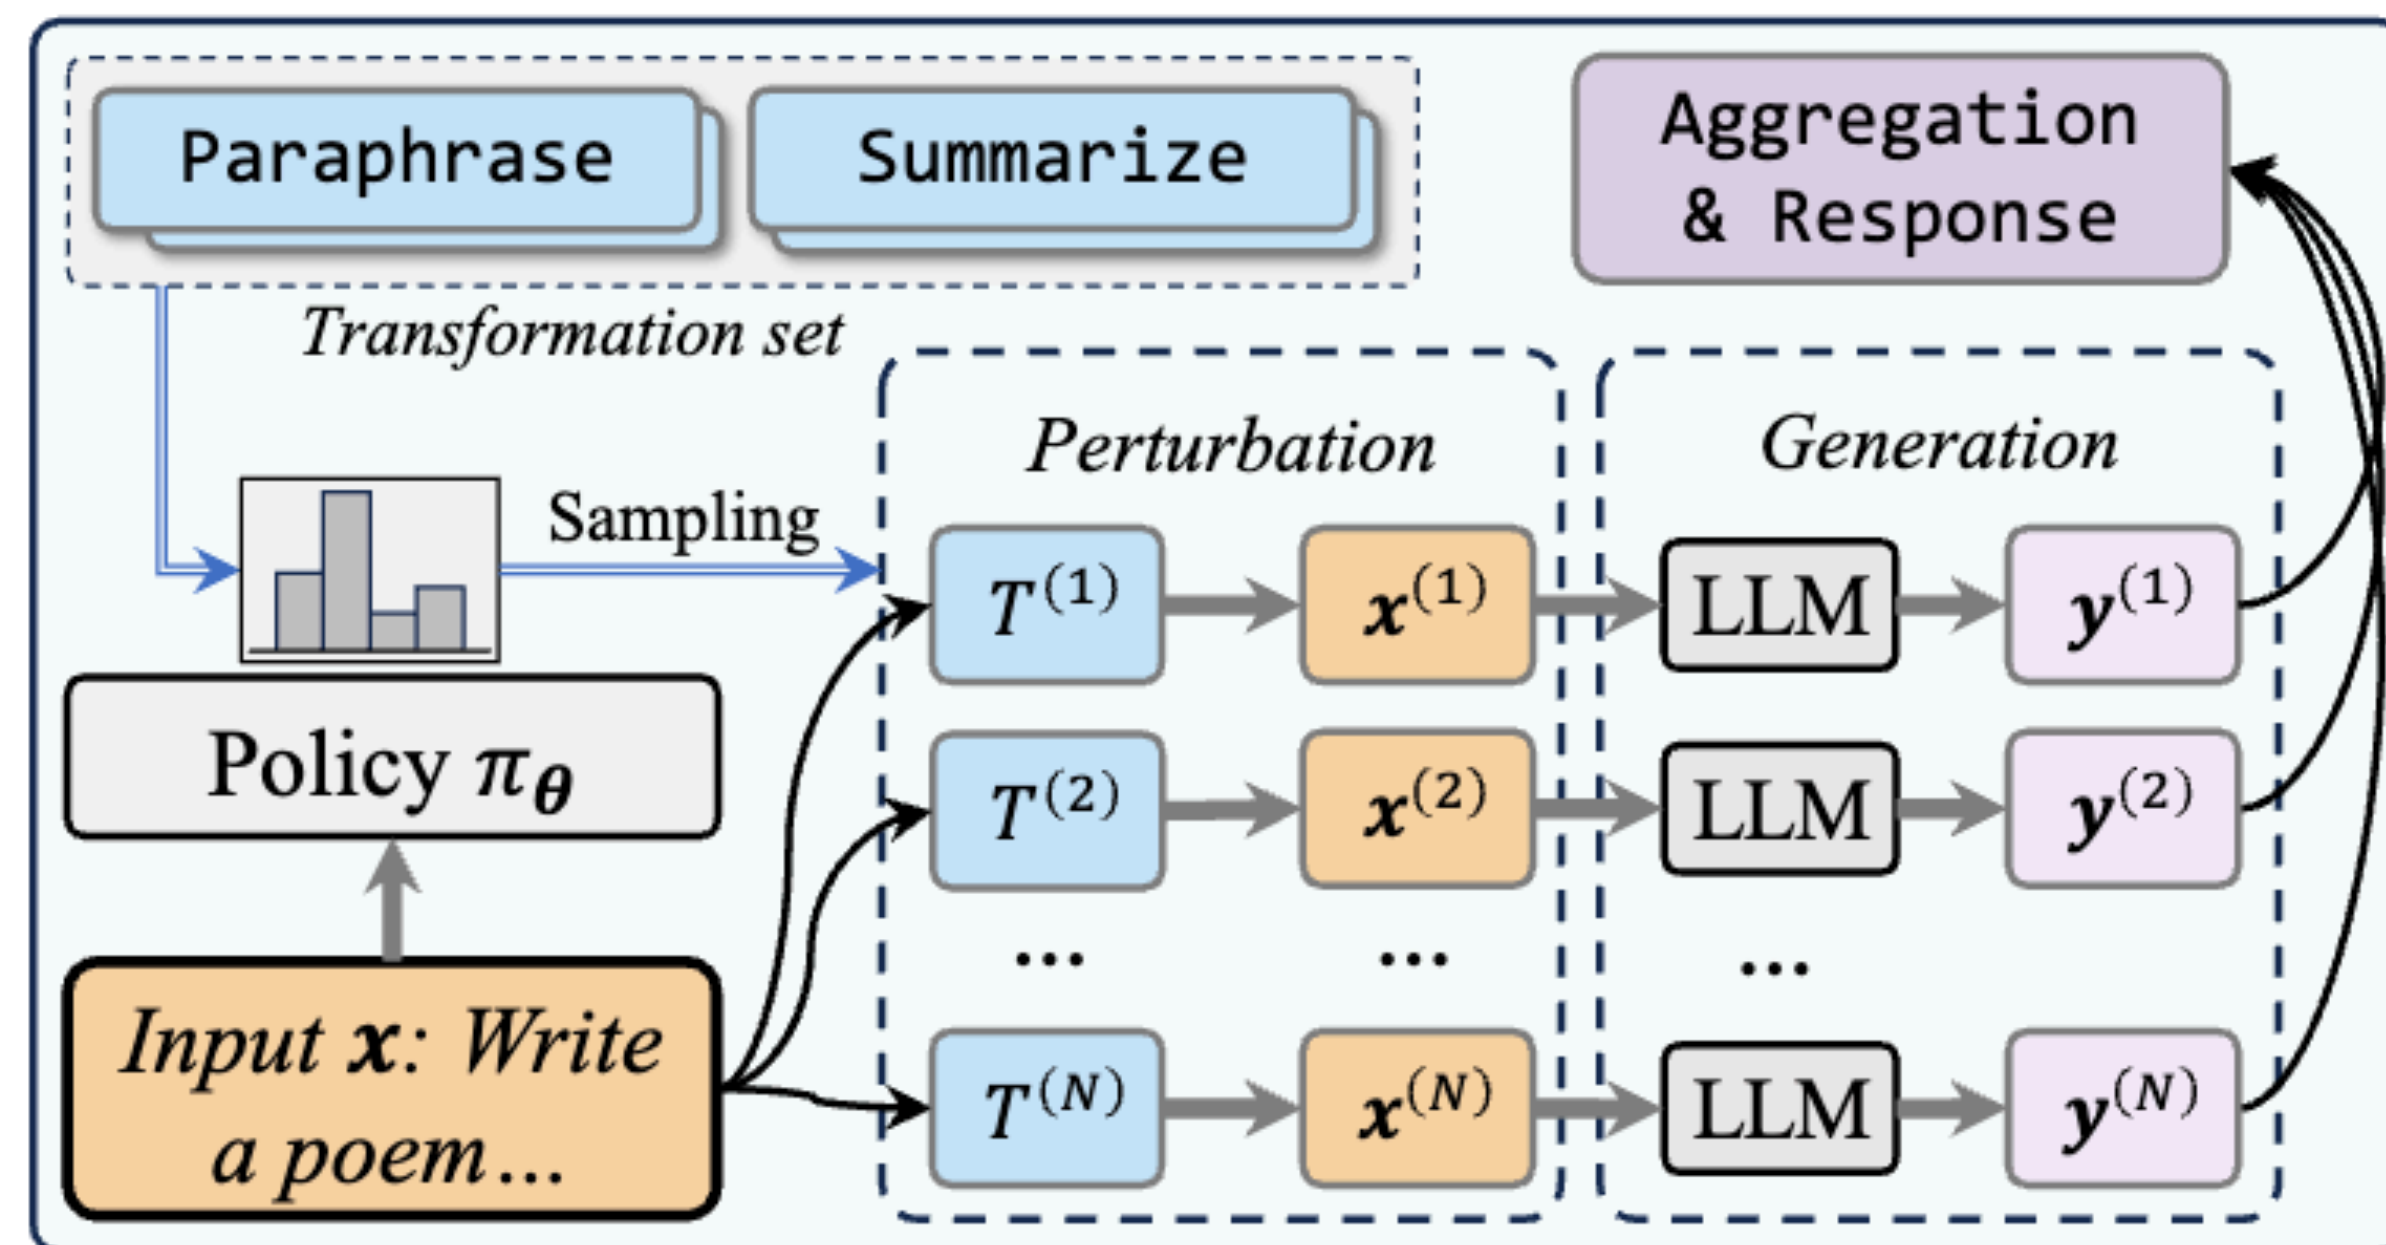 Paraphrase
Summarize
Aggregation
& Response
Transformation set
Perturbation
Generation
Sampling
T^(1)
x^(1)
LLM
y^(1)
Policy π_θ
T^(2)
x^(2)
LLM
y^(2)
...
...
...
Input x: Write
a poem...
T^(N)
x^(N)
LLM
y^(N)